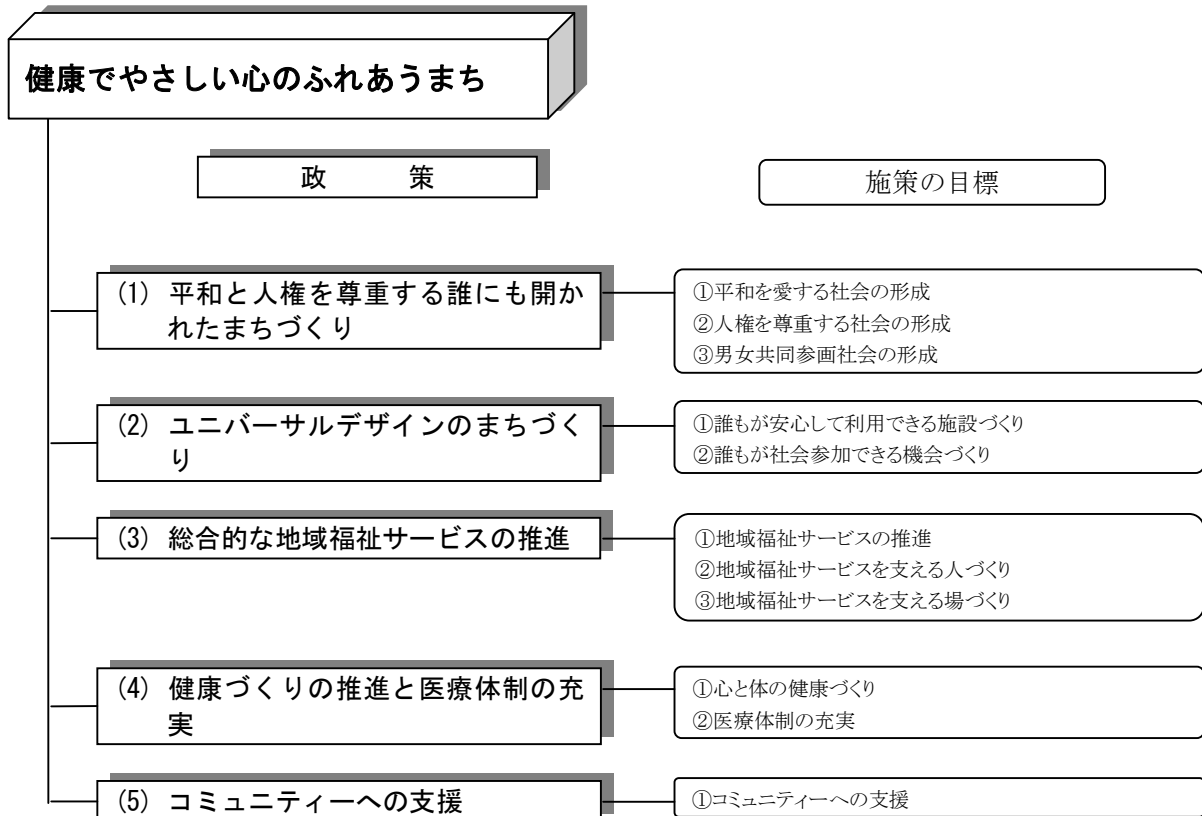 健康でやさしい心のふれあうまち
政　　策
施策の目標
(1) 平和と人権を尊重する誰にも開か
れたまちづくり
①平和を愛する社会の形成
②人権を尊重する社会の形成
③男女共同参画社会の形成
(2) ユニバーサルデザインのまちづく
り
①誰もが安心して利用できる施設づくり
②誰もが社会参加できる機会づくり
(3) 総合的な地域福祉サービスの推進
①地域福祉サービスの推進
②地域福祉サービスを支える人づくり
③地域福祉サービスを支える場づくり
(4) 健康づくりの推進と医療体制の充
実
①心と体の健康づくり
②医療体制の充実
(5) コミュニティーへの支援
①コミュニティーへの支援